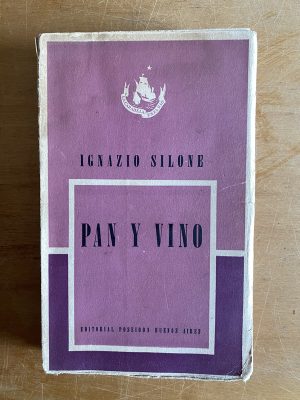 IGNAZIO SILONE
PAN Y VINO
EDITORIAL POSEIDON BUENOS AIRES